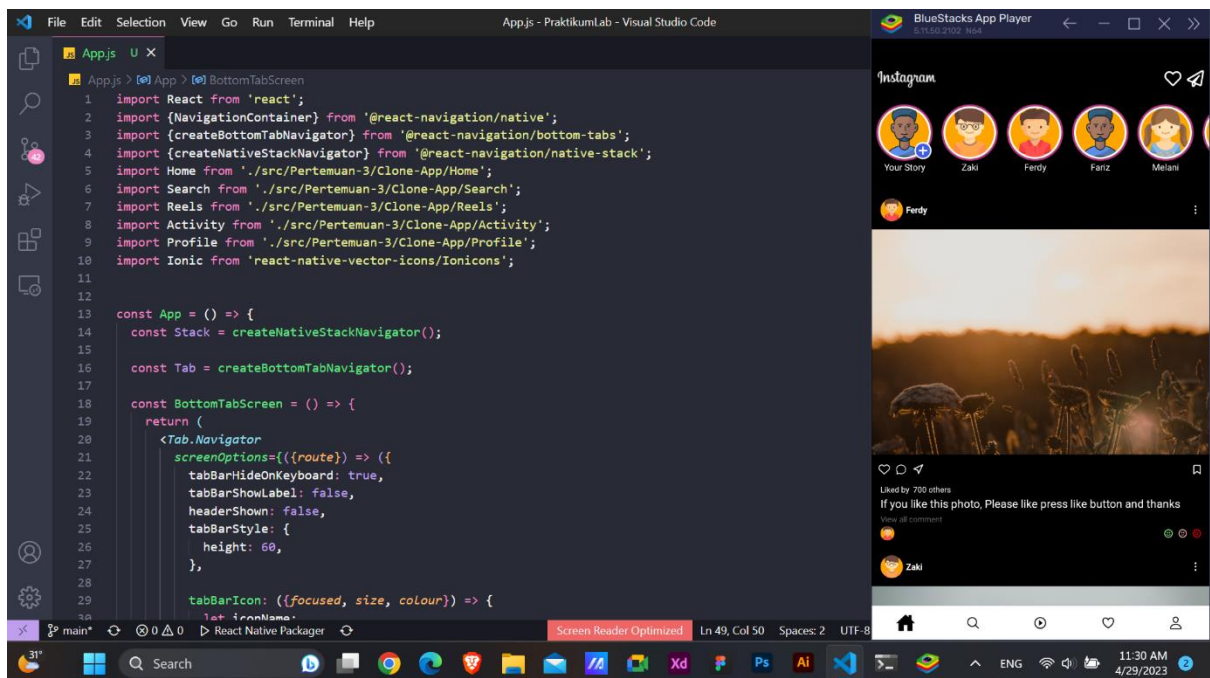 File Edit Selection View Go Run Terminal Help
App.js - PraktikumLab - Visual Studio Code
JS App.js U
JS App.js > App > BottomTabScreen
1 import React from 'react';
2 import {NavigationContainer} from '@react-navigation/native';
3 import {createBottomTabNavigator} from '@react-navigation/bottom-tabs';
4 import {createNativeStackNavigator} from '@react-navigation/native-stack';
5 import Home from './src/Pertemuan-3/Clone-App/Home';
6 import Search from './src/Pertemuan-3/Clone-App/Search';
7 import Reels from './src/Pertemuan-3/Clone-App/Reels';
8 import Activity from './src/Pertemuan-3/Clone-App/Activity';
9 import Profile from './src/Pertemuan-3/Clone-App/Profile';
10 import Ionic from 'react-native-vector-icons/Ionicons';
11
12
13 const App = () => {
14 const Stack = createNativeStackNavigator();
15
16 const Tab = createBottomTabNavigator();
17
18 const BottomTabScreen = () => {
19 return (
20 <Tab.Navigator
21 screenOptions={({route}) => ({
22 tabBarHideOnKeyboard: true,
23 tabBarShowLabel: false,
24 headerShown: false,
25 tabBarStyle: {
26 height: 60,
27 },
28
29 tabBarIcon: ({focused, size, colour}) => {
30 let iconName;
42
main* 0 0 React Native Packager
Screen Reader Optimized Ln 49, Col 50 Spaces: 2 UTF-8
BlueStacks App Player
5.11.50.2102 N64
Instagram
Your Story Zaki Ferdy Fariz Melani
Ferdy
Liked by 700 others
If you like this photo, Please like press like button and thanks
View all comment
Zaki
31°
Search
Xd Ps Ai
ENG
11:30 AM
4/29/2023
2